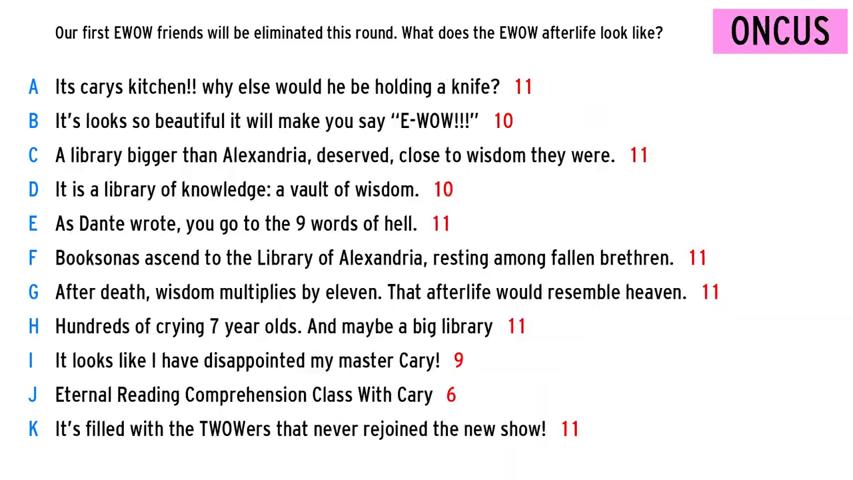 Our first EWOW friends will be eliminated this round. What does the EWOW afterlife look like?
ONCUS
A Its carys kitchen!! why else would he be holding a knife? 11
B It's looks so beautiful it will make you say “E-WOW!!!” 10
C A library bigger than Alexandria, deserved, close to wisdom they were. 11
D It is a library of knowledge: a vault of wisdom. 10
E As Dante wrote, you go to the 9 words of hell. 11
F Booksonas ascend to the Library of Alexandria, resting among fallen brethren. 11
G After death, wisdom multiplies by eleven. That afterlife would resemble heaven. 11
H Hundreds of crying 7 year olds. And maybe a big library 11
I It looks like I have disappointed my master Cary! 9
J Eternal Reading Comprehension Class With Cary 6
K It's filled with the TWOWers that never rejoined the new show! 11